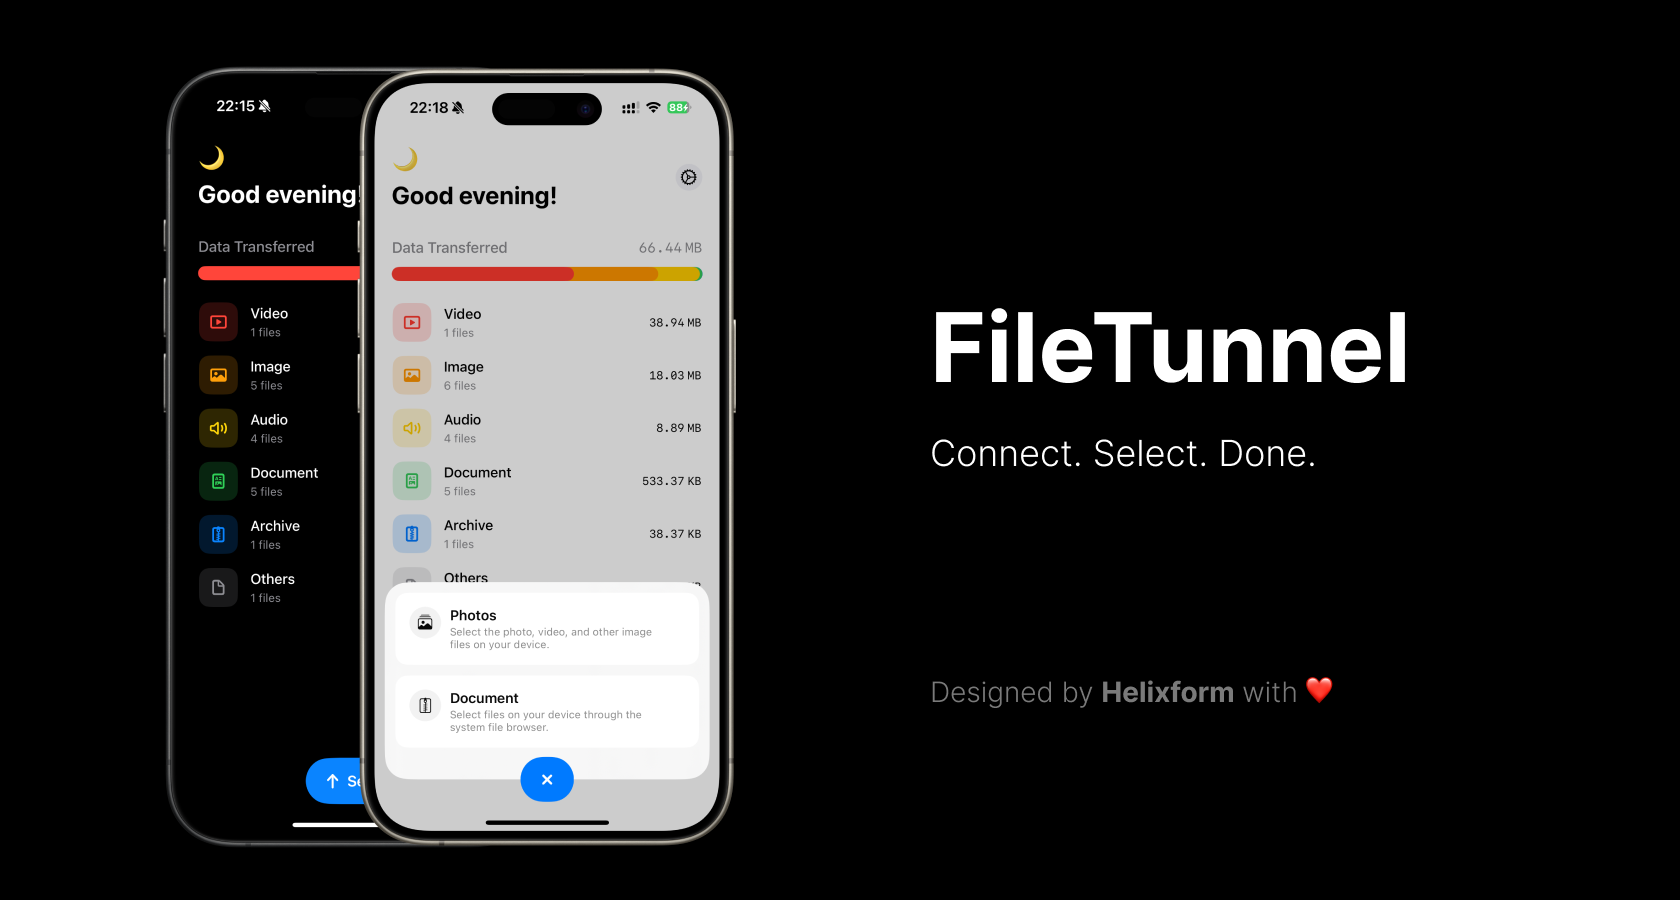 22:15
Good evening!
Data Transferred
Video
1 files
Image
5 files
Audio
4 files
Document
5 files
Archive
1 files
Others
1 files
22:18
88
Good evening!
Data Transferred 66.44 MB
Video
1 files
38.94 MB
Image
6 files
18.03 MB
Audio
4 files
8.89 MB
Document
5 files
533.37 KB
Archive
1 files
38.37 KB
Others
Photos
Select the photo, video, and other image
files on your device.
Document
Select files on your device through the
system file browser.
FileTunnel
Connect. Select. Done.
Designed by Helixform with ❤️